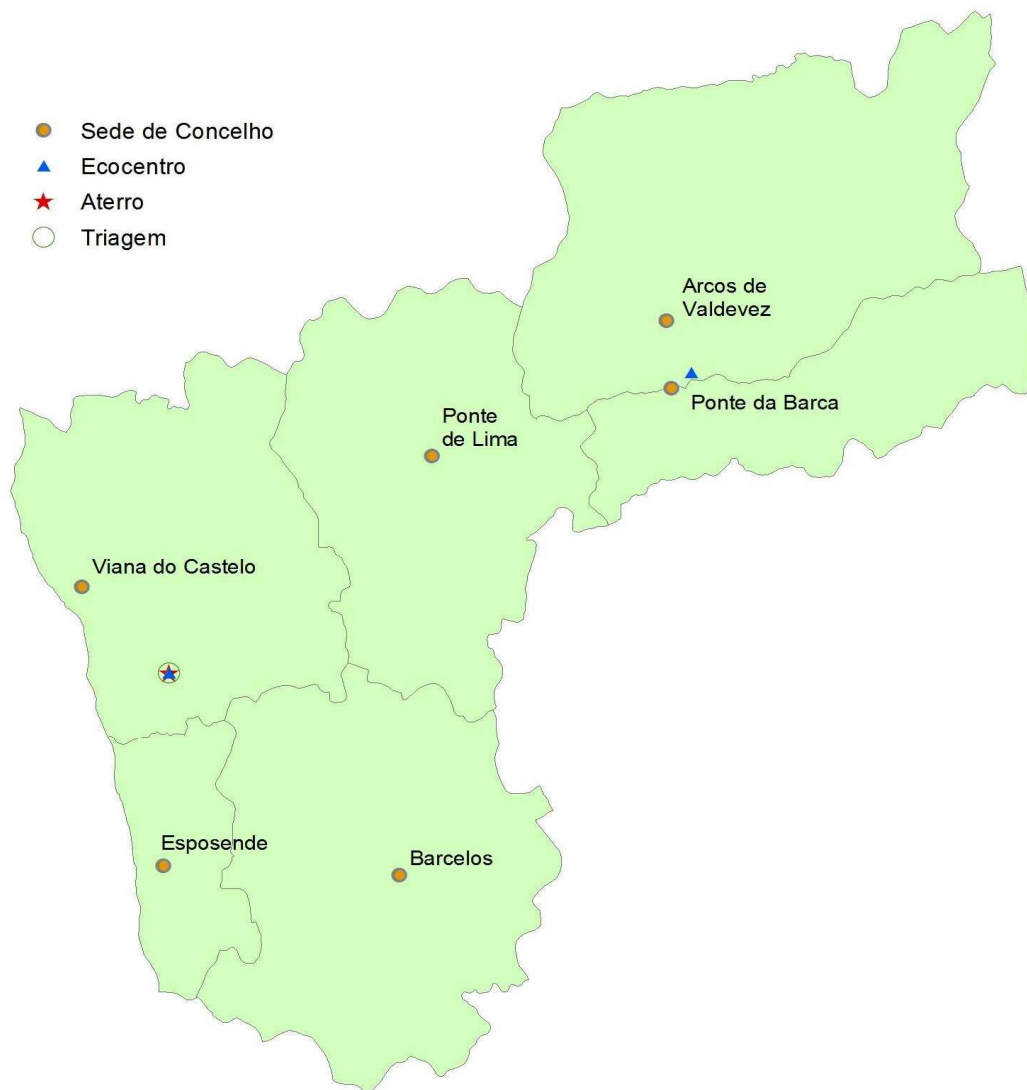 Sede de Concelho
Ecocentro
Aterro
Triagem
Arcos de
Valdevez
Ponte da Barca
Ponte
de Lima
Viana do Castelo
Esposende
Barcelos